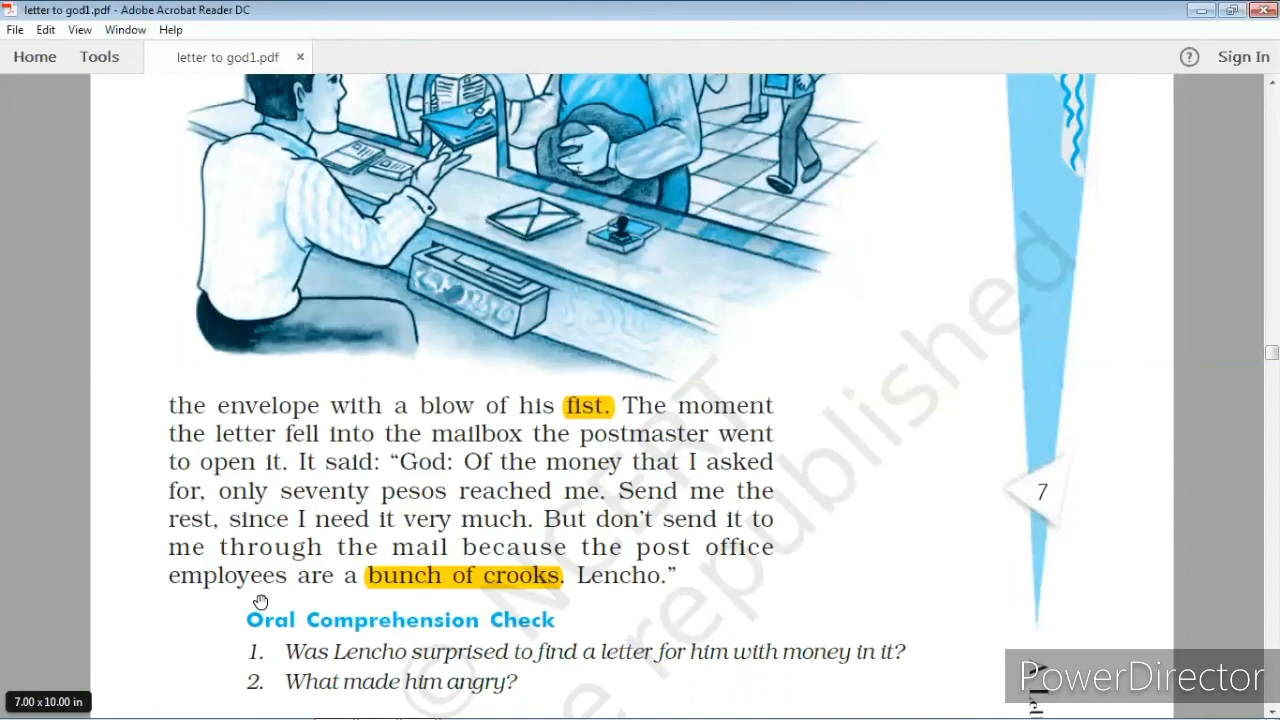 letter to god1.pdf - Adobe Acrobat Reader DC
File Edit View Window Help
Home Tools letter to god1.pdf × ? Sign In
the envelope with a blow of his fist. The moment
the letter fell into the mailbox the postmaster went
to open it. It said: “God: Of the money that I asked
for, only seventy pesos reached me. Send me the
rest, since I need it very much. But don’t send it to
me through the mail because the post office
employees are a bunch of crooks. Lencho.”
7
Oral Comprehension Check
1. Was Lencho surprised to find a letter for him with money in it?
2. What made him angry?
© NCERT
republished
PowerDirector
7.00 x 10.00 in